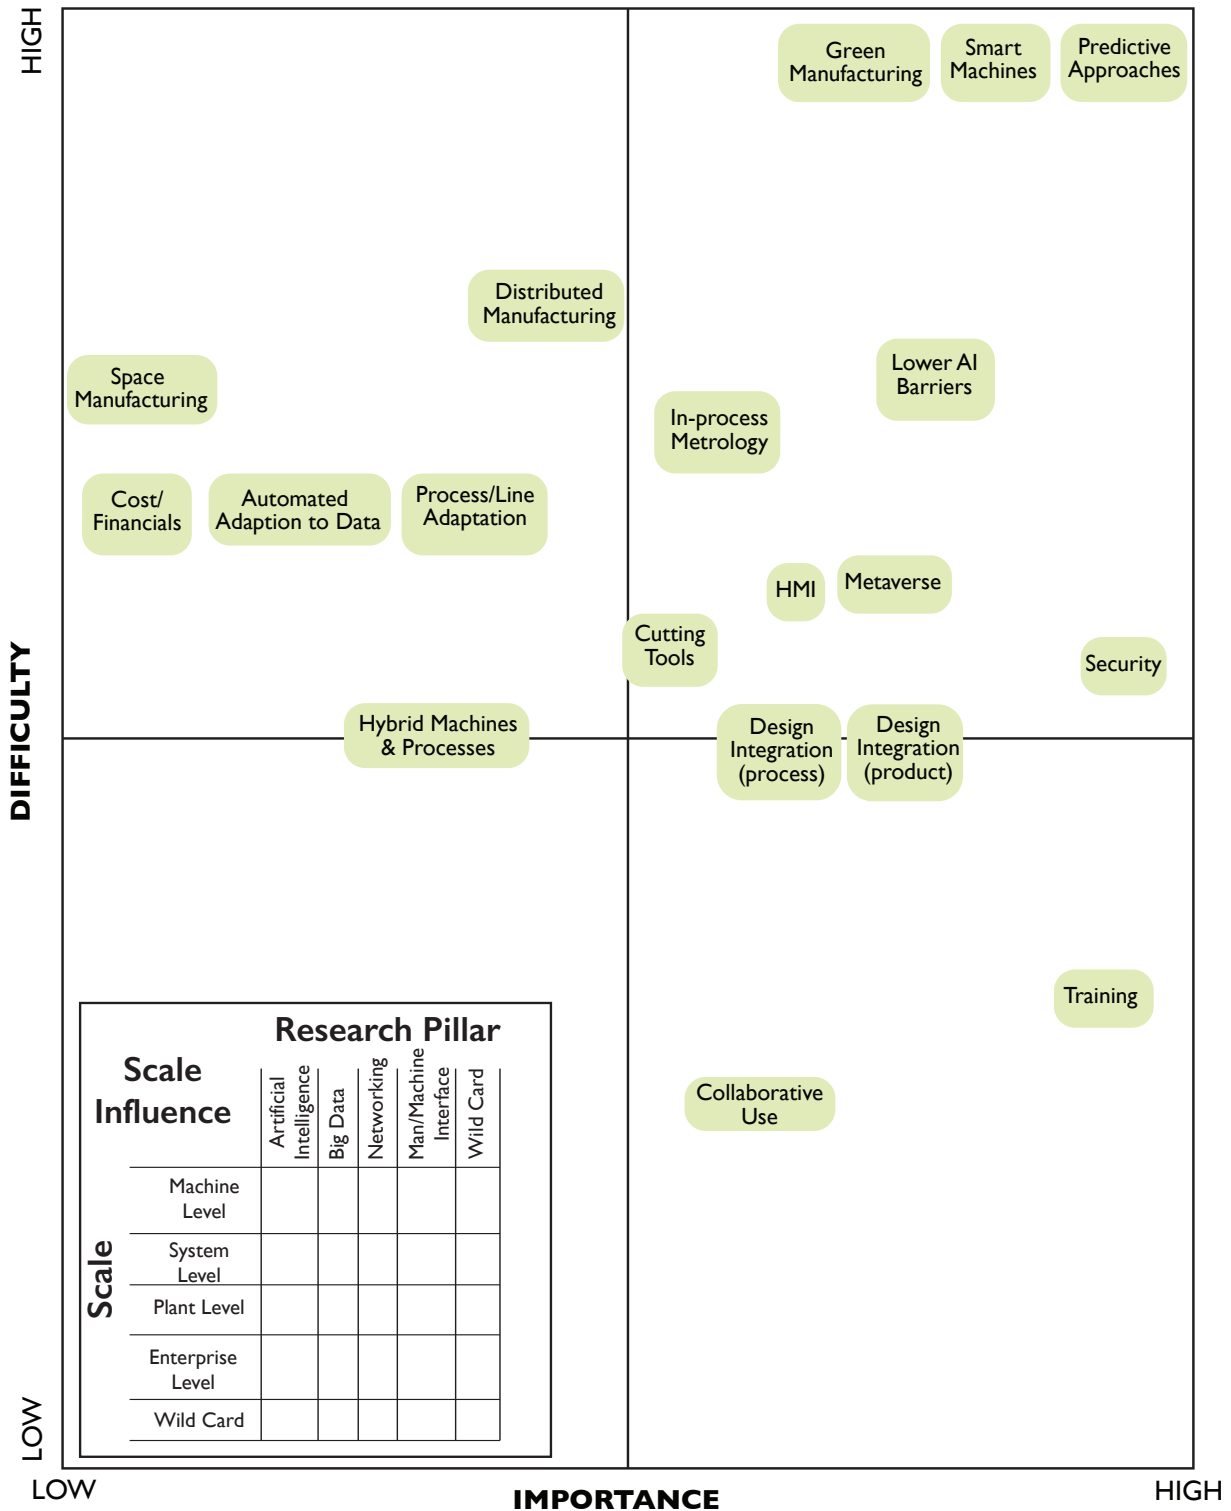 HIGH
Green
Manufacturing
Smart
Machines
Predictive
Approaches
Distributed
Manufacturing
Space
Manufacturing
Lower AI
Barriers
In-process
Metrology
Cost/
Financials
Automated
Adaption to Data
Process/Line
Adaptation
HMI
Metaverse
Cutting
Tools
Security
DIFFICULTY
Hybrid Machines
& Processes
Design
Integration
(process)
Design
Integration
(product)
Training
Collaborative
Use
Research Pillar
Scale
Influence
Artificial
Intelligence
Big Data
Networking
Man/Machine
Interface
Wild Card
Scale
Machine
Level
System
Level
Plant Level
Enterprise
Level
Wild Card
LOW
LOW
IMPORTANCE
HIGH